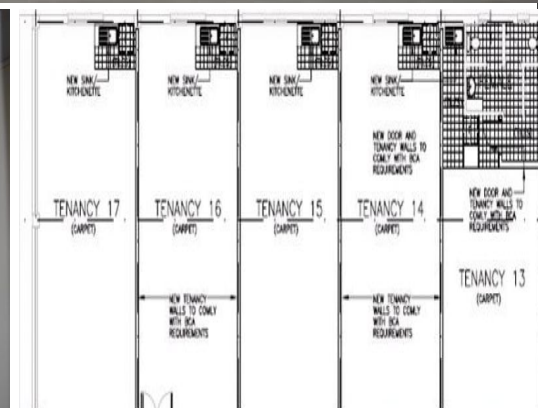 NEW SINK/
KITCHENETTE
NEW SINK/
KITCHENETTE
NEW SINK/
KITCHENETTE
NEW SINK/
KITCHENETTE
NEW DOOR AND
TENANCY WALLS TO
COMLY WITH BCA
REQUIREMENTS
NEW DOOR AND
TENANCY WALLS TO
COMLY WITH BCA
REQUIREMENTS
TENANCY 17
(CARPET)
TENANCY 16
(CARPET)
TENANCY 15
(CARPET)
TENANCY 14
(CARPET)
TENANCY 13
(CARPET)
NEW TENANCY
WALLS TO COMLY
WITH BCA
REQUIREMENTS
NEW TENANCY
WALLS TO COMLY
WITH BCA
REQUIREMENTS